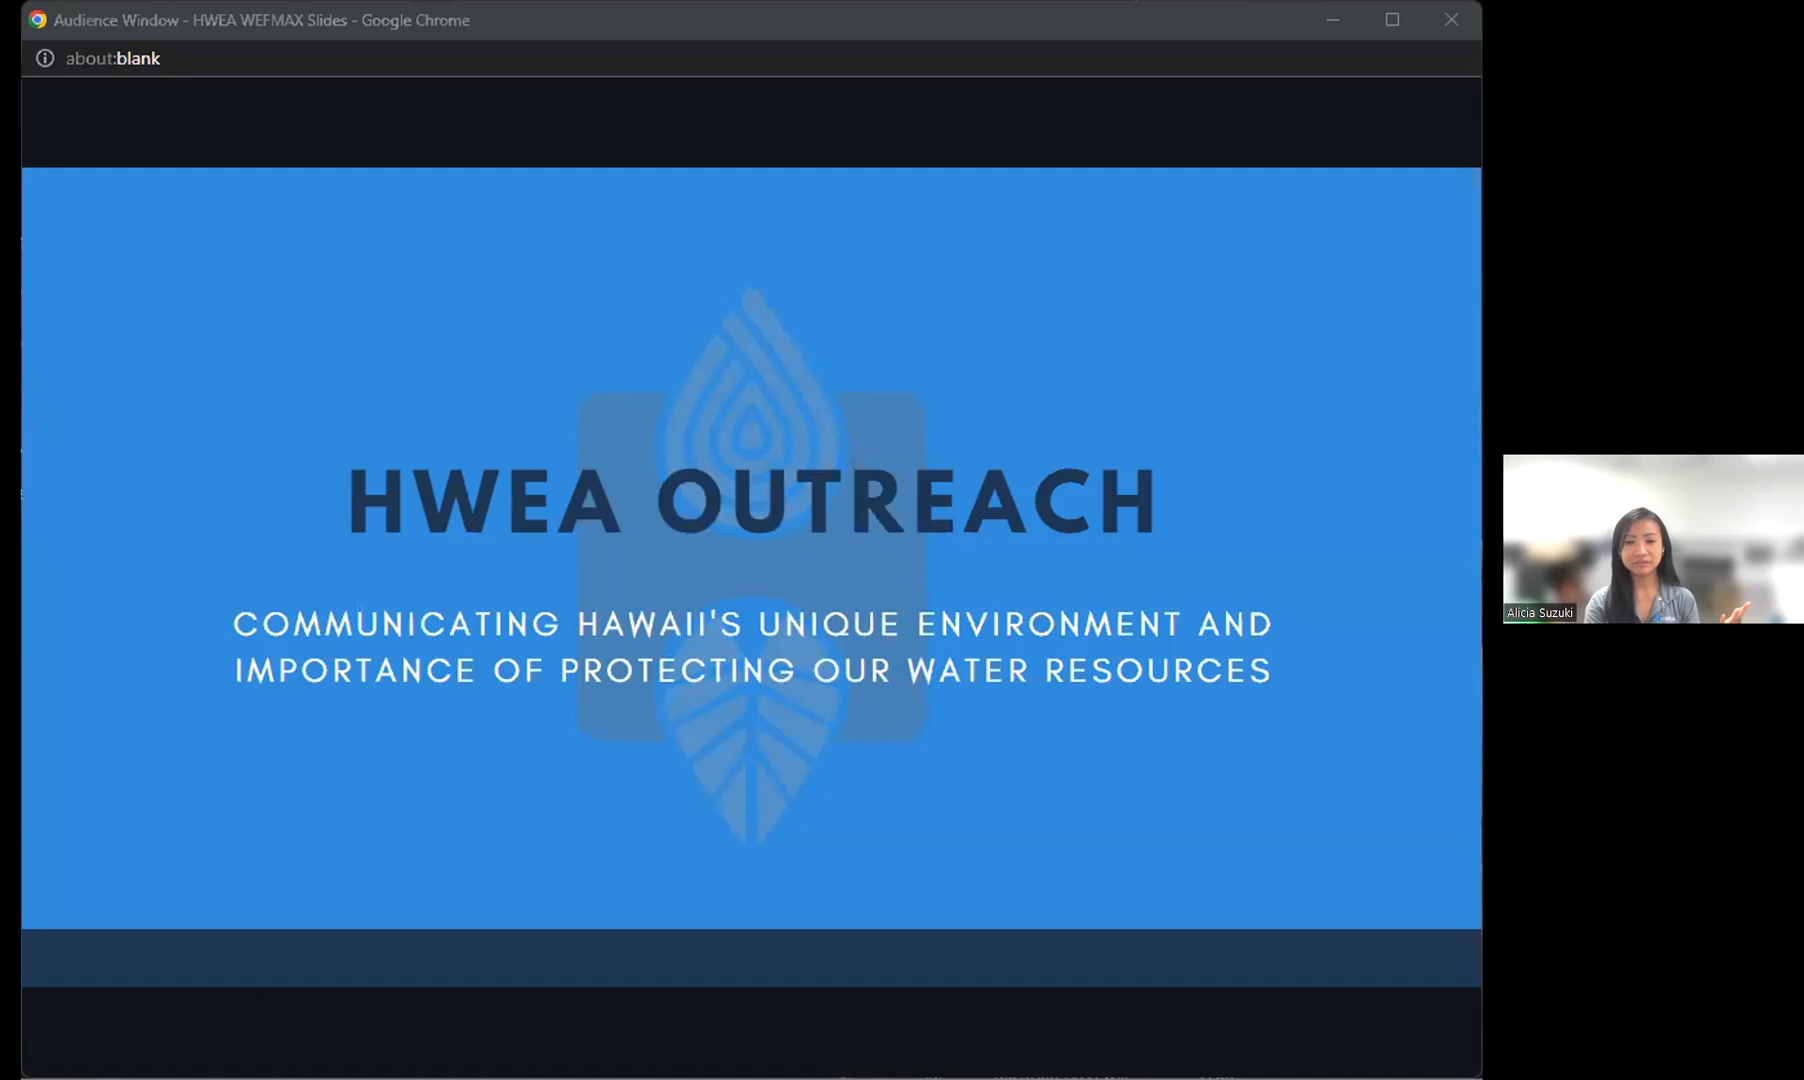 Audience Window - HWEA WEFMAX Slides - Google Chrome
about:blank
HWEA OUTREACH
COMMUNICATING HAWAII'S UNIQUE ENVIRONMENT AND
IMPORTANCE OF PROTECTING OUR WATER RESOURCES
Alicia Suzuki